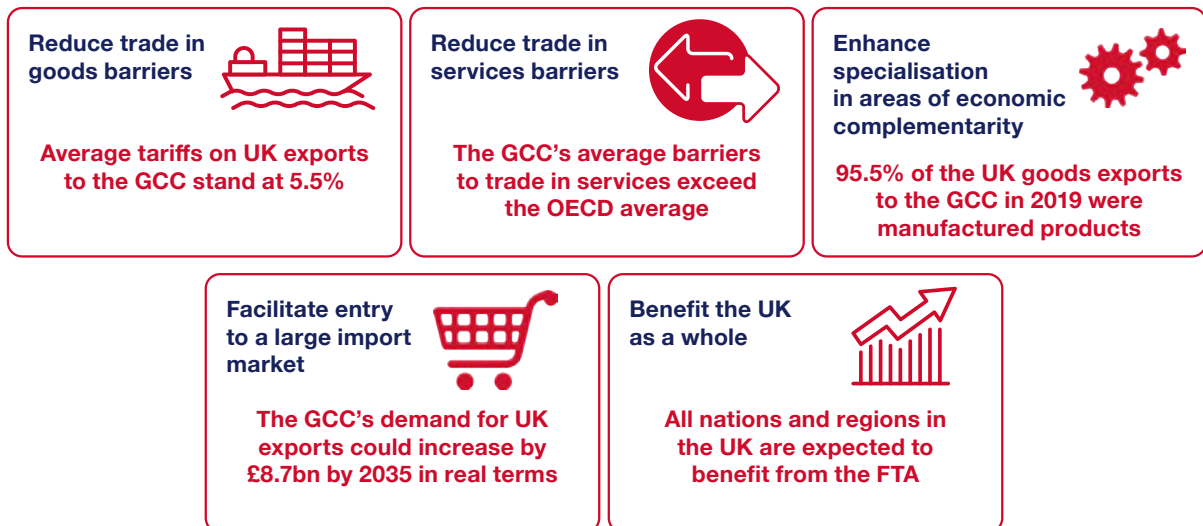 Reduce trade in
goods barriers
Average tariffs on UK exports
to the GCC stand at 5.5%
Reduce trade in
services barriers
The GCC’s average barriers
to trade in services exceed
the OECD average
Enhance
specialisation
in areas of economic
complementarity
95.5% of the UK goods exports
to the GCC in 2019 were
manufactured products
Facilitate entry
to a large import
market
The GCC’s demand for UK
exports could increase by
£8.7bn by 2035 in real terms
Benefit the UK
as a whole
All nations and regions in
the UK are expected to
benefit from the FTA